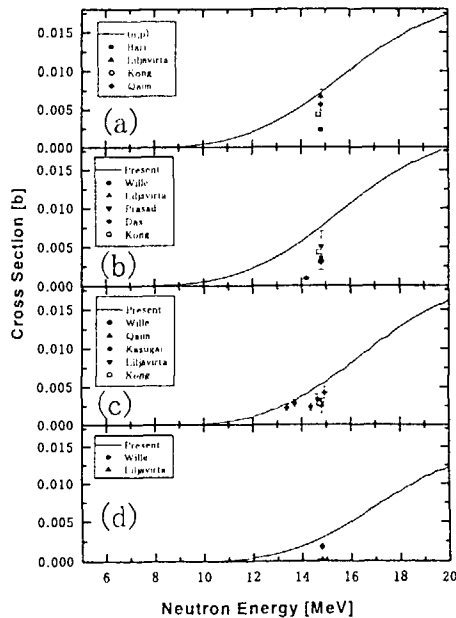 0.015
0.010
0.005
0.000
(n,p)
Bari
Liljavirta
Kong
Qaim
(a)
0.015
0.010
0.005
0.000
Present
Wille
Liljavirta
Prasad
Das
Kong
(b)
0.015
0.010
0.005
0.000
Present
Wille
Qaim
Kasugai
Liljavirta
Kong
(c)
0.015
0.010
0.005
0.000
Present
Wille
Liljavirta
(d)
Cross Section [b]
6 8 10 12 14 16 18 20
Neutron Energy [MeV]